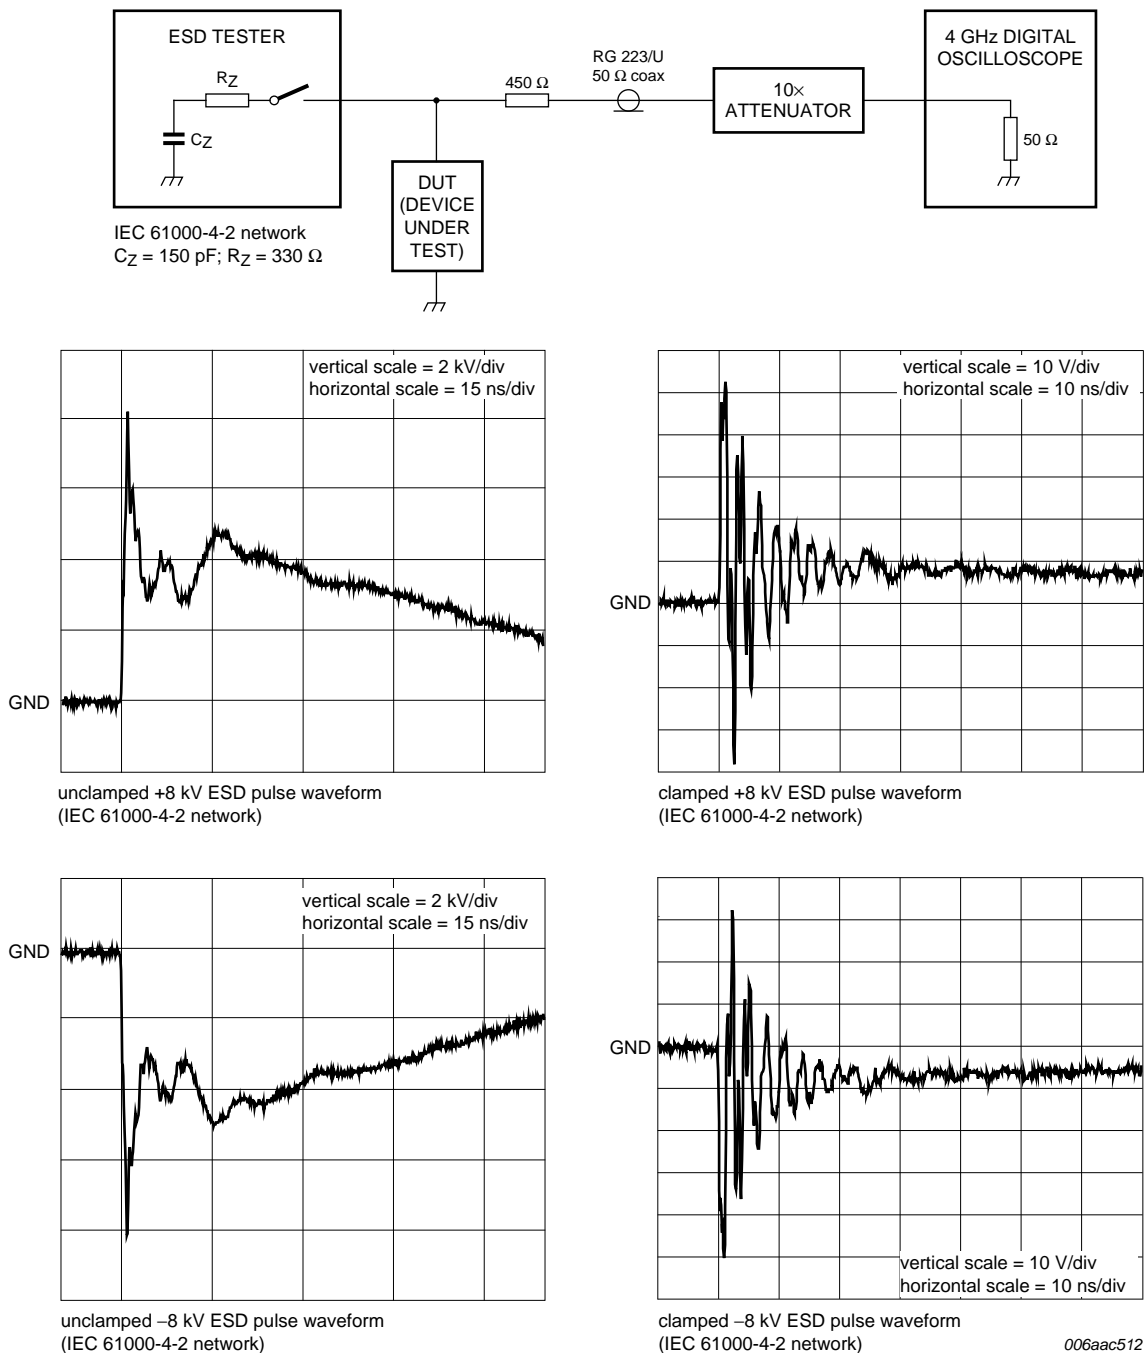 ESD TESTER
RZ
CZ
IEC 61000-4-2 network
CZ = 150 pF; RZ = 330 Ω
DUT
(DEVICE
UNDER
TEST)
450 Ω
RG 223/U
50 Ω coax
10×
ATTENUATOR
4 GHz DIGITAL
OSCILLOSCOPE
50 Ω
vertical scale = 2 kV/div
horizontal scale = 15 ns/div
GND
unclamped +8 kV ESD pulse waveform
(IEC 61000-4-2 network)
vertical scale = 10 V/div
horizontal scale = 10 ns/div
GND
clamped +8 kV ESD pulse waveform
(IEC 61000-4-2 network)
vertical scale = 2 kV/div
horizontal scale = 15 ns/div
GND
unclamped −8 kV ESD pulse waveform
(IEC 61000-4-2 network)
GND
vertical scale = 10 V/div
horizontal scale = 10 ns/div
clamped −8 kV ESD pulse waveform
(IEC 61000-4-2 network)
006aac512